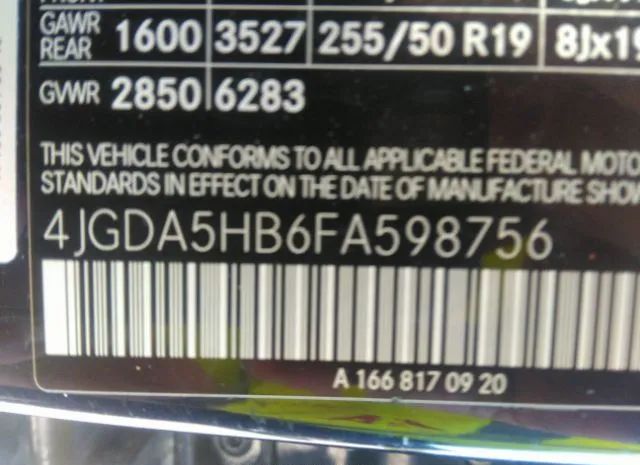 GAWR REAR 1600 3527 255/50 R19 8Jx19
GVWR 2850 6283
THIS VEHICLE CONFORMS TO ALL APPLICABLE FEDERAL MOTO
STANDARDS IN EFFECT ON THE DATE OF MANUFACTURE SHOW
4JGDA5HB6FA598756
A 166 817 09 20